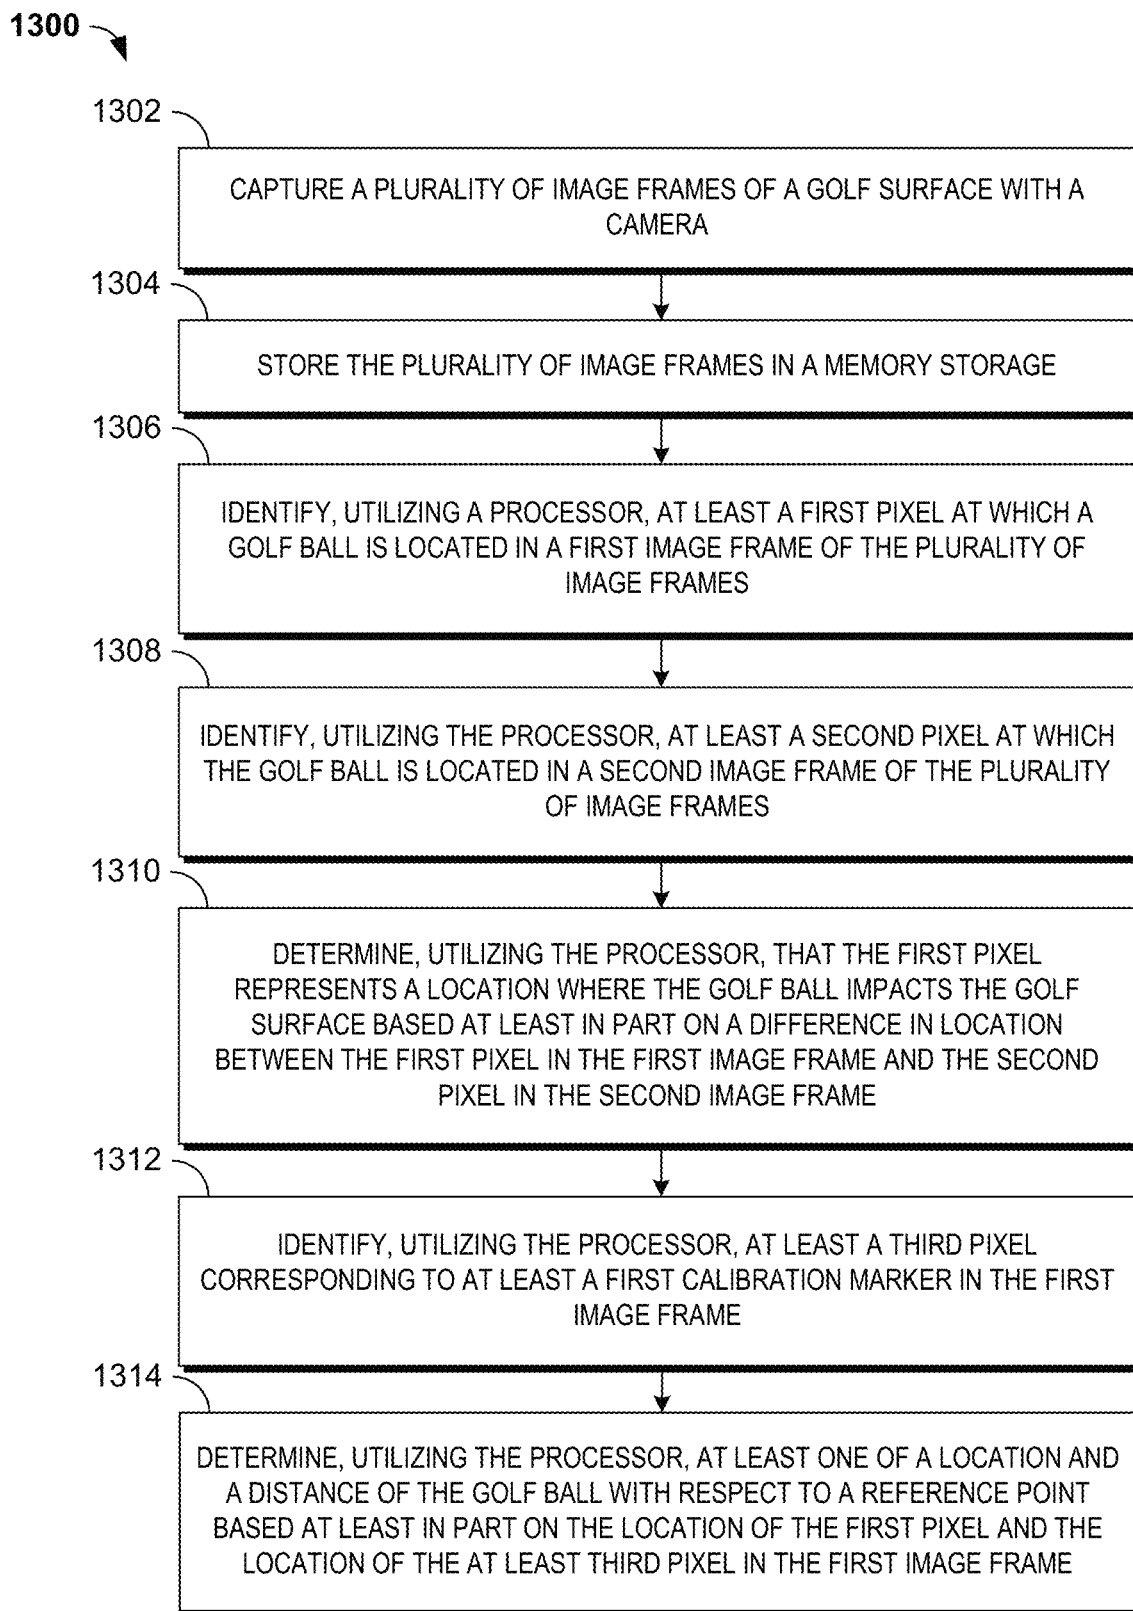 1300
1302
CAPTURE A PLURALITY OF IMAGE FRAMES OF A GOLF SURFACE WITH A
CAMERA
1304
STORE THE PLURALITY OF IMAGE FRAMES IN A MEMORY STORAGE
1306
IDENTIFY, UTILIZING A PROCESSOR, AT LEAST A FIRST PIXEL AT WHICH A
GOLF BALL IS LOCATED IN A FIRST IMAGE FRAME OF THE PLURALITY OF
IMAGE FRAMES
1308
IDENTIFY, UTILIZING THE PROCESSOR, AT LEAST A SECOND PIXEL AT WHICH
THE GOLF BALL IS LOCATED IN A SECOND IMAGE FRAME OF THE PLURALITY
OF IMAGE FRAMES
1310
DETERMINE, UTILIZING THE PROCESSOR, THAT THE FIRST PIXEL
REPRESENTS A LOCATION WHERE THE GOLF BALL IMPACTS THE GOLF
SURFACE BASED AT LEAST IN PART ON A DIFFERENCE IN LOCATION
BETWEEN THE FIRST PIXEL IN THE FIRST IMAGE FRAME AND THE SECOND
PIXEL IN THE SECOND IMAGE FRAME
1312
IDENTIFY, UTILIZING THE PROCESSOR, AT LEAST A THIRD PIXEL
CORRESPONDING TO AT LEAST A FIRST CALIBRATION MARKER IN THE FIRST
IMAGE FRAME
1314
DETERMINE, UTILIZING THE PROCESSOR, AT LEAST ONE OF A LOCATION AND
A DISTANCE OF THE GOLF BALL WITH RESPECT TO A REFERENCE POINT
BASED AT LEAST IN PART ON THE LOCATION OF THE FIRST PIXEL AND THE
LOCATION OF THE AT LEAST THIRD PIXEL IN THE FIRST IMAGE FRAME